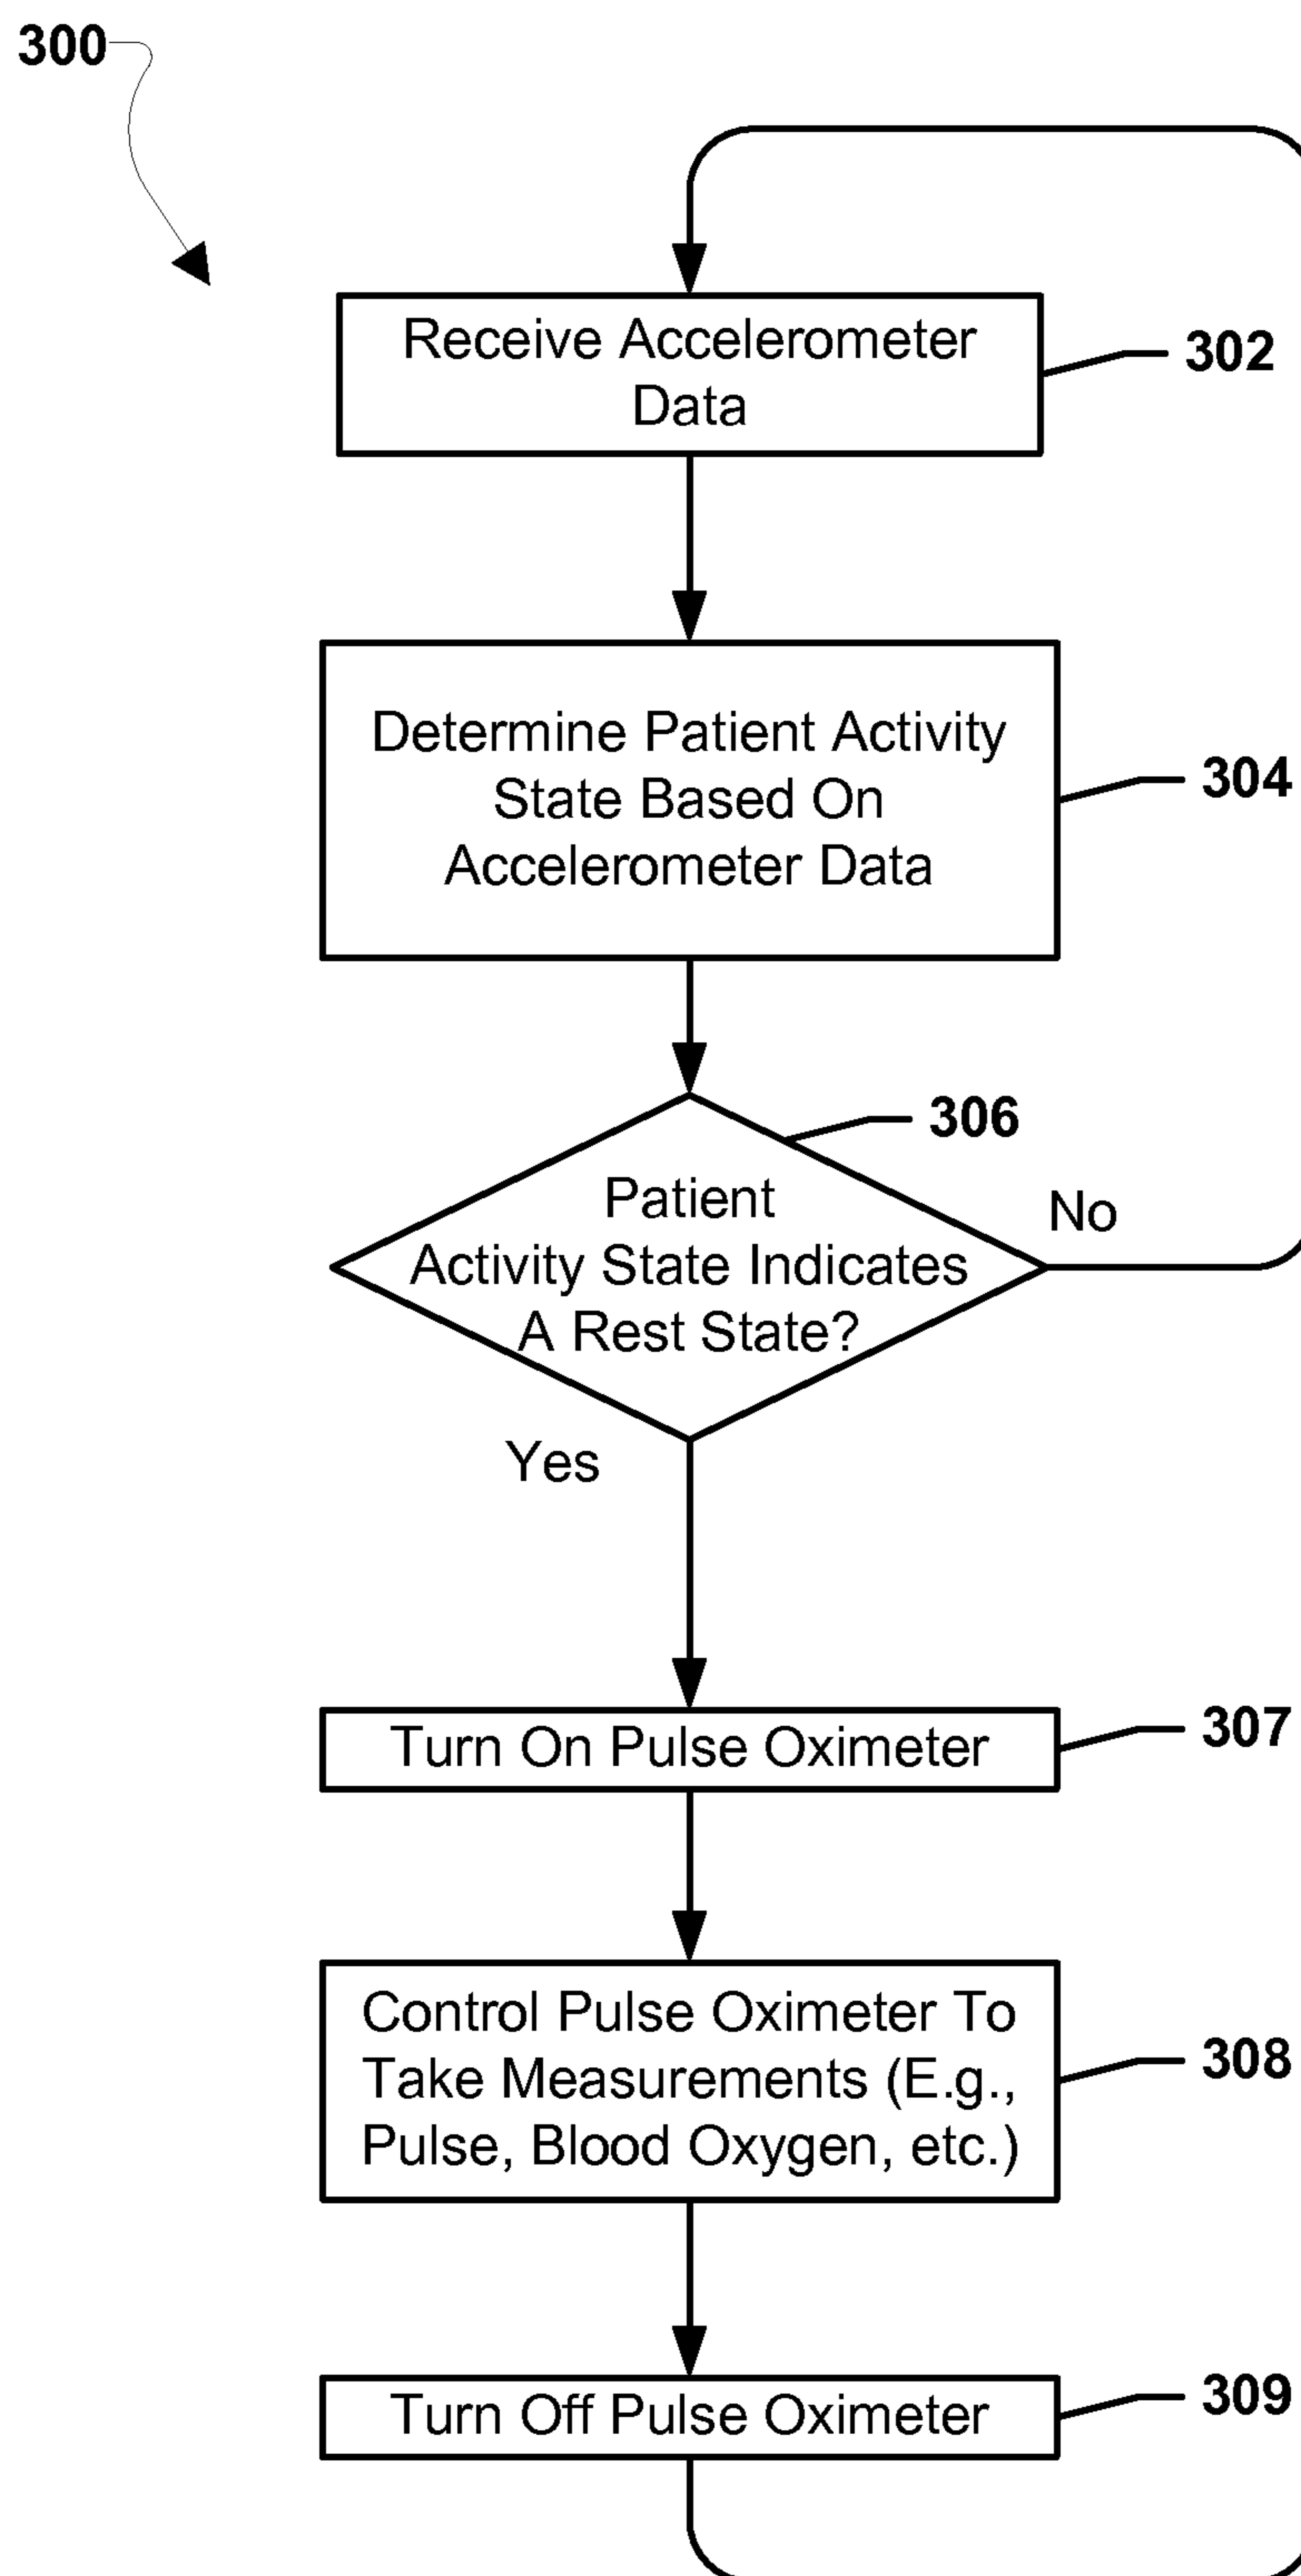 300
Receive Accelerometer
Data
302
Determine Patient Activity
State Based On
Accelerometer Data
304
306
Patient
Activity State Indicates
A Rest State?
No
Yes
Turn On Pulse Oximeter
307
Control Pulse Oximeter To
Take Measurements (E.g.,
Pulse, Blood Oxygen, etc.)
308
Turn Off Pulse Oximeter
309